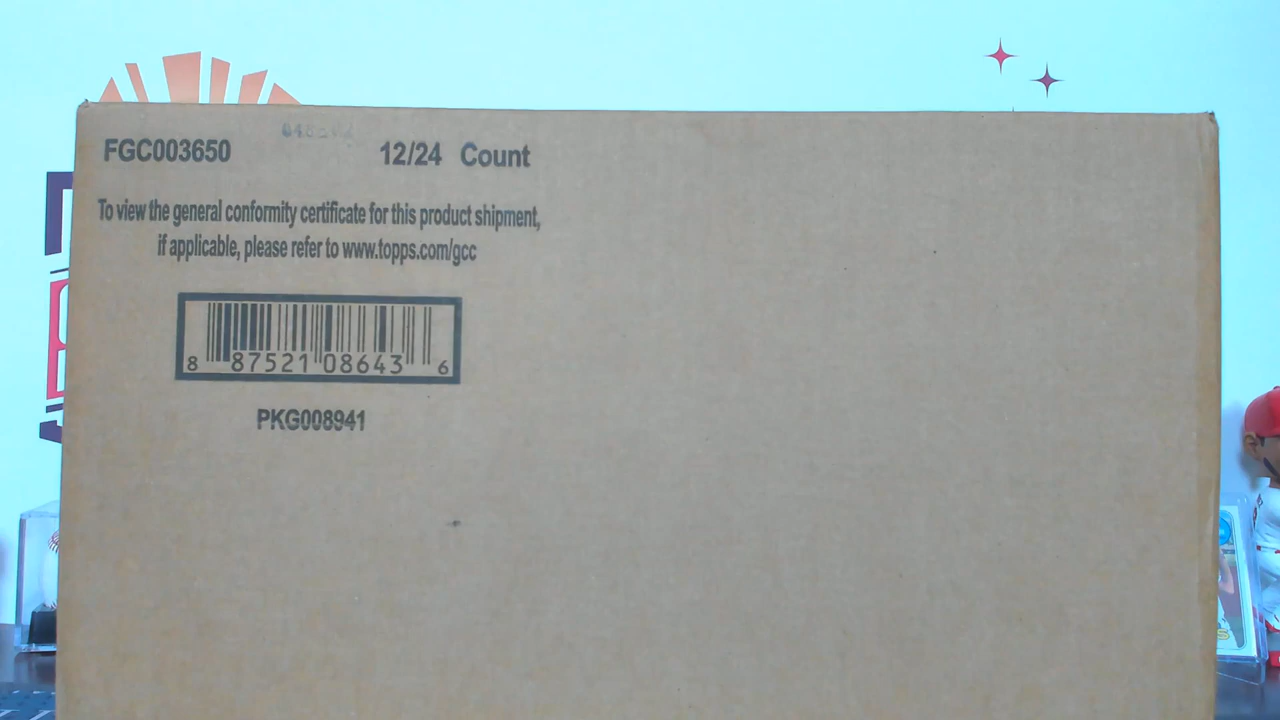 FGC003650 12/24 Count
To view the general conformity certificate for this product shipment,
if applicable, please refer to www.topps.com/gcc
8 87521 08643 6
PKG008941